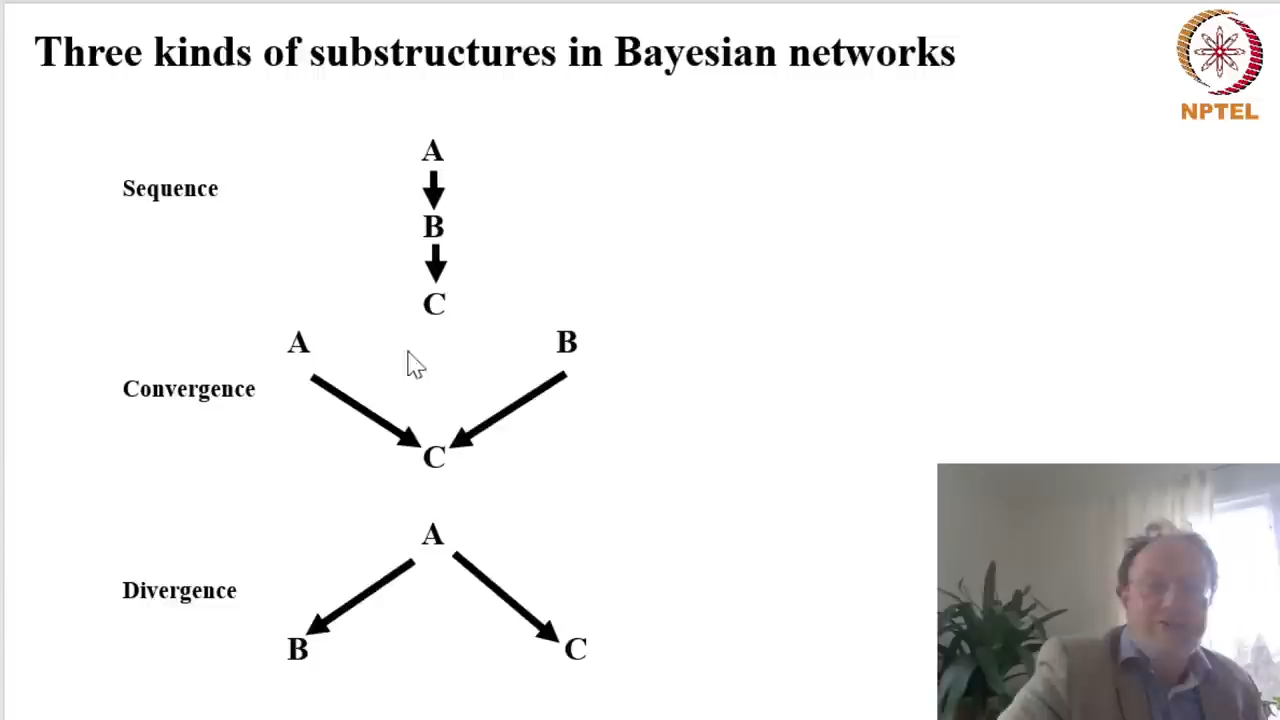 Three kinds of substructures in Bayesian networks
NPTEL
A
Sequence
B
C
A
B
Convergence
C
A
Divergence
B
C